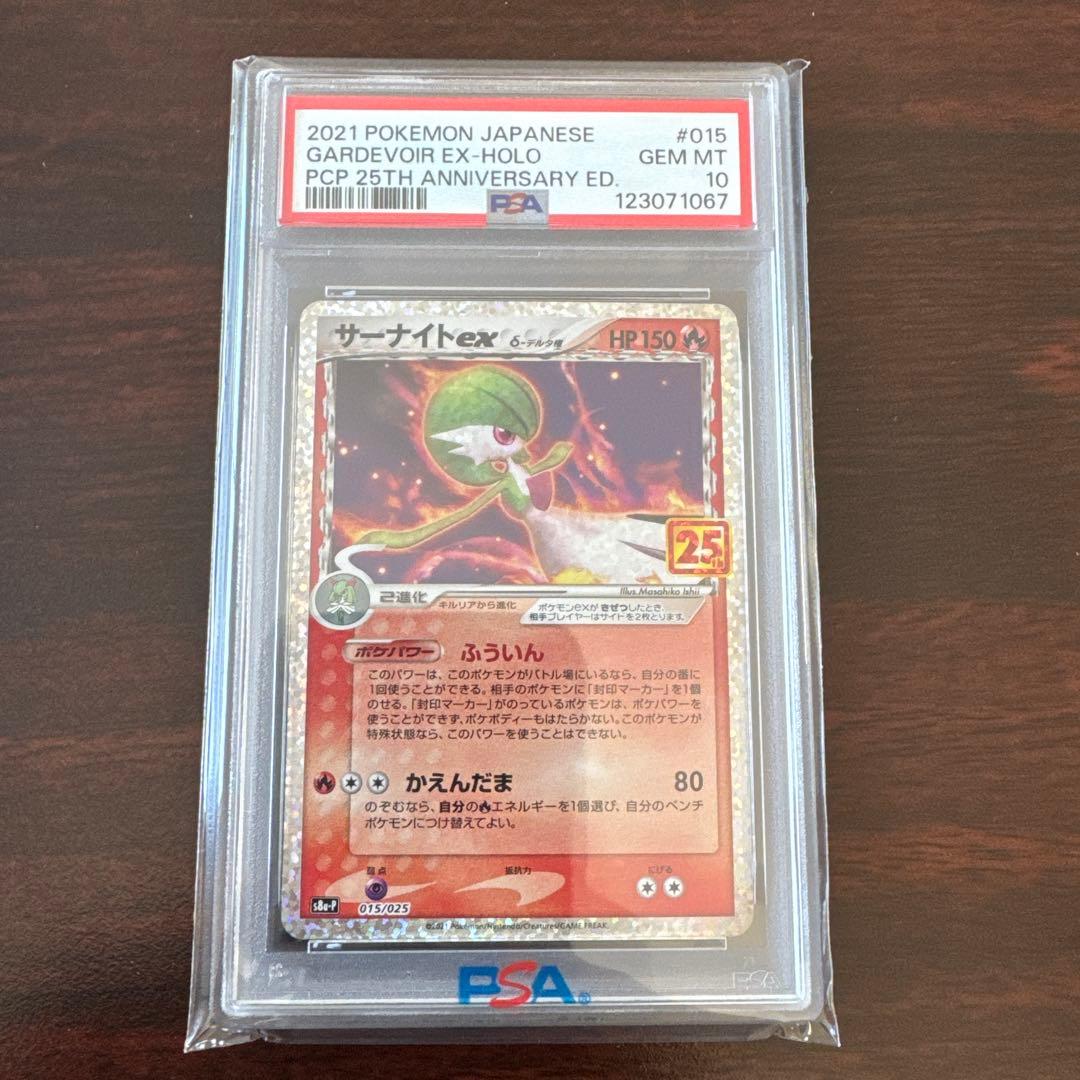 2021 POKEMON JAPANESE #015
GARDEVOIR EX-HOLO GEM MT
PCP 25TH ANNIVERSARY ED. 10
PSA 123071067
サーナイトex δ-デルタ種 HP 150
25
2進化 キルリアから進化
Illus. Masahiko Ishii
ポケモンexが きぜつしたとき、
相手プレイヤーはサイドを2枚とります。
ポケパワー ふういん
このパワーは、このポケモンがバトル場にいるなら、自分の番に
1回使うことができる。相手のポケモンに「封印マーカー」を1個
のせる。「封印マーカー」がのっているポケモンは、ポケパワーを
使うことができず、ポケボディーもはたらかない。このポケモンが
特殊状態なら、このパワーを使うことはできない。
かえんだま 80
のぞむなら、自分のエネルギーを1個選び、自分のベンチ
ポケモンにつけ替えてよい。
弱点 抵抗力 にげる
s8a-P 015/025
©2021 Pokémon/Nintendo/Creatures/GAME FREAK.
PSA®
PSA